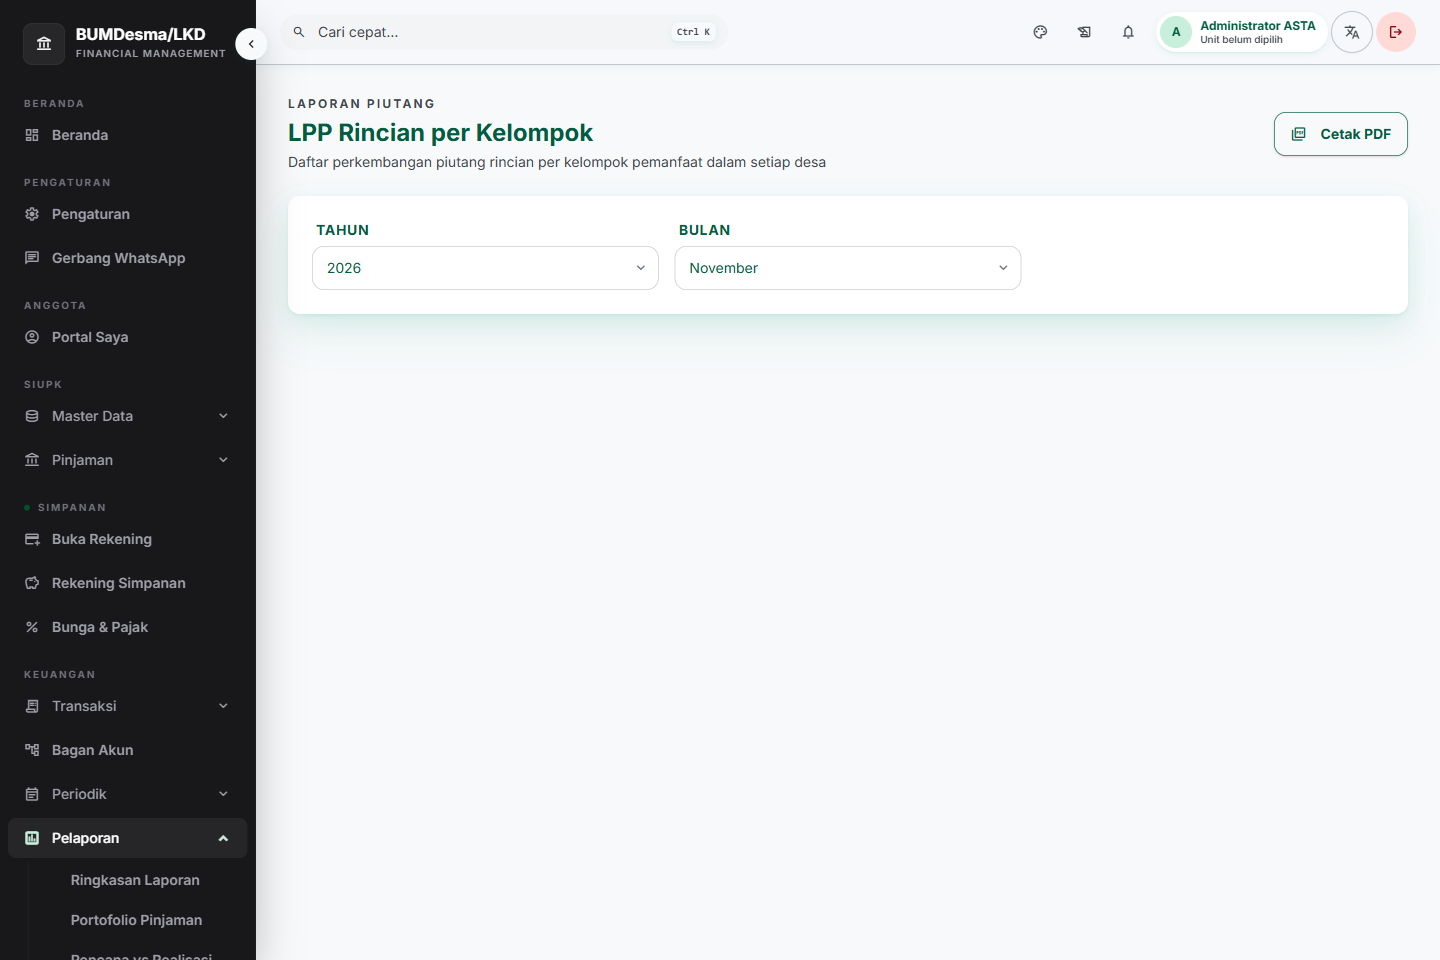 BUMDesma/LKD
FINANCIAL MANAGEMENT
BERANDA
Beranda
PENGATURAN
Pengaturan
Gerbang WhatsApp
ANGGOTA
Portal Saya
SIUPK
Master Data
Pinjaman
SIMPANAN
Buka Rekening
Rekening Simpanan
Bunga & Pajak
KEUANGAN
Transaksi
Bagan Akun
Periodik
Pelaporan
Ringkasan Laporan
Portofolio Pinjaman
Rencana vs Realisasi
Cari cepat...
Ctrl K
A
Administrator ASTA
Unit belum dipilih
LAPORAN PIUTANG
LPP Rincian per Kelompok
Daftar perkembangan piutang rincian per kelompok pemanfaat dalam setiap desa
Cetak PDF
TAHUN
2026
BULAN
November